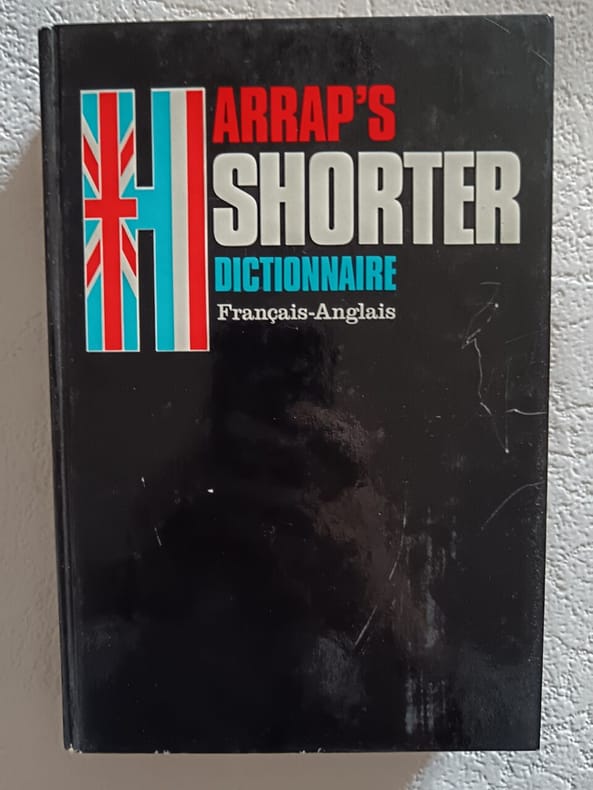 HARRAP'S
SHORTER
DICTIONNAIRE
Français-Anglais